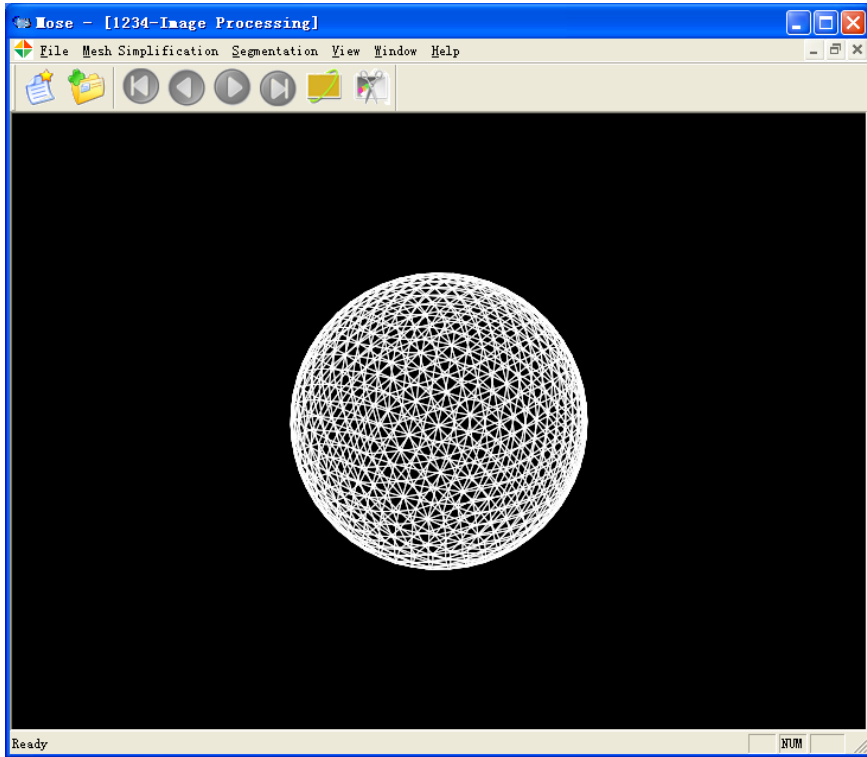 Mose - [1234-Image Processing]
File Mesh Simplification Segmentation View Window Help
Ready NUM